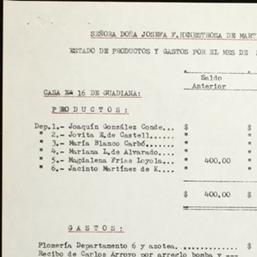 SEÑORA DOÑA JOSEFA F. HENESTROSA DE MART
ESTADO DE PRODUCTOS Y GASTOS POR EL MES DE
Saldo
Anterior
CASA Nº 16 DE GUADIANA:
PRODUCTOS:
Dep.1.- Joaquín González Conde... $ $
" 2.- Jovita E. de Castell..... " "
" 3.- María Blanco Carbó..... " "
" 4.- Mariana L. de Alvarado.... " "
" 5.- Magdalena Frías Loyola... " 400.00 "
" 6.- Jacinto Martínez de K.... " "
$ 400.00 $
GASTOS:
Plomería Departamento 6 y azotea. .............. $
Recibo de Carlos Arroyo por arreglo bomba y ---